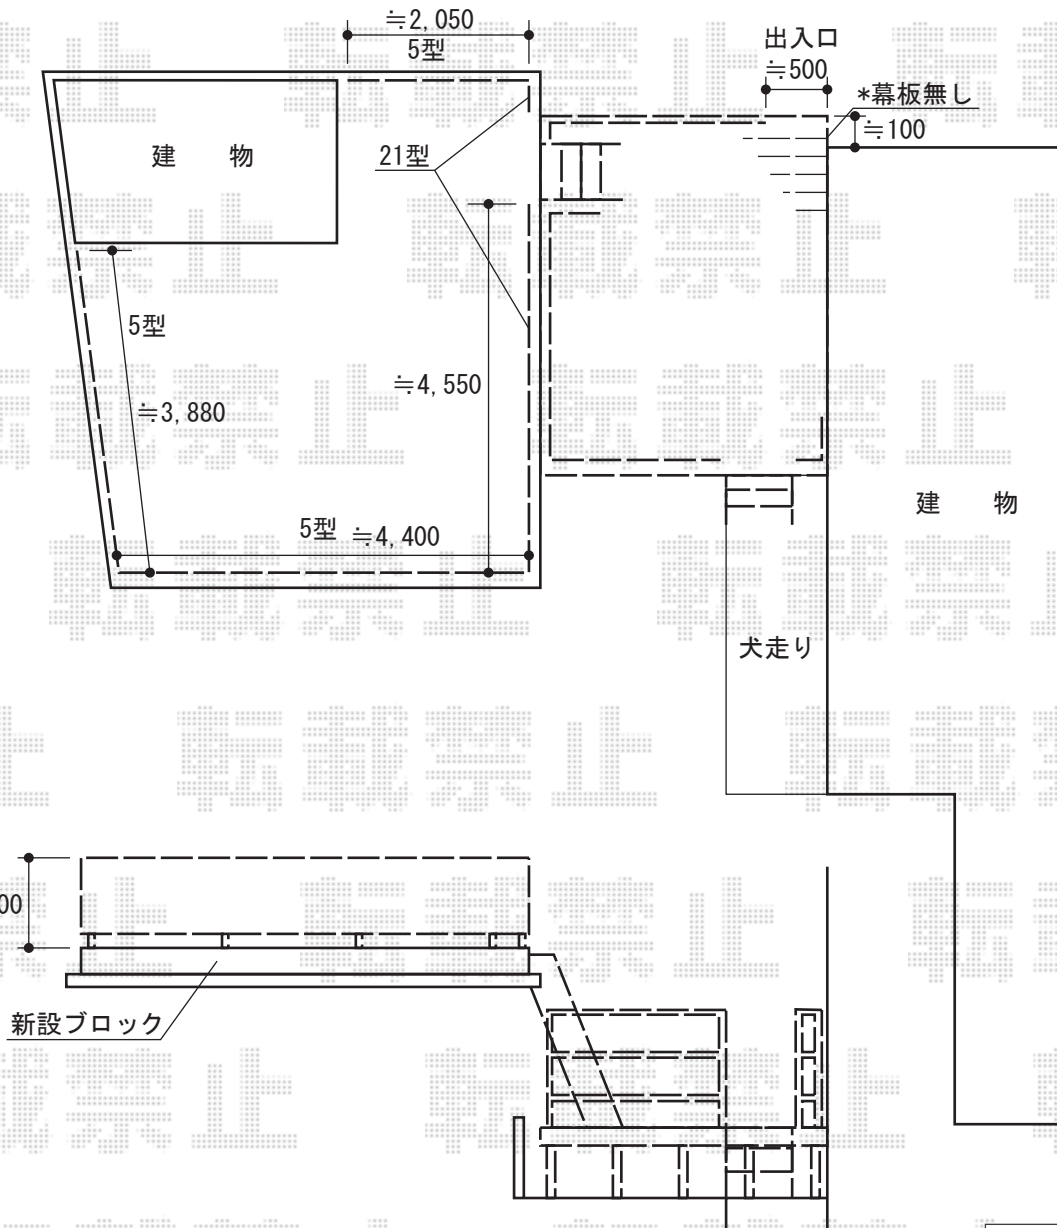 ≒2,050
5型
出入口
≒500
*幕板無し
≒100
建 物
21型
5型
≒4,550
≒3,880
建 物
5型 ≒4,400
犬走り
00
新設ブロック
転載禁止